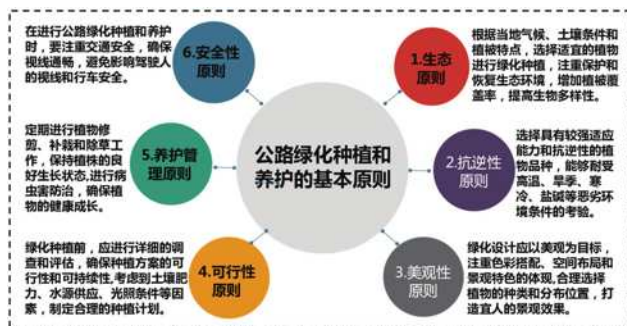 公路绿化种植和
养护的基本原则
1.生态
原则
根据当地气候、土壤条件和
植被特点，选择适宜的植物
进行绿化种植，注重保护和
恢复生态环境，增加植被覆
盖率，提高生物多样性。
2.抗逆性
原则
选择具有较强适应
能力和抗逆性的植
物品种，能够耐受
高温、旱季、寒
冷、盐碱等恶劣环
境条件的考验。
3.美观性
原则
绿化设计应以美观为目标，
注重色彩搭配、空间布局和
景观特色的体现,合理选择
植物的种类和分布位置，打
造宜人的景观效果。
4.可行性
原则
绿化种植前，应进行详细的调
查和评估，确保种植方案的可
行性和可持续性,考虑到土壤肥
力、水源供应、光照条件等因
素，制定合理的种植计划。
5.养护管
理原则
定期进行植物修
剪、补栽和除草工
作，保持植株的良
好生长状态,进行病
虫害防治，确保植
物的健康成长。
6.安全性
原则
在进行公路绿化种植和养护
时，要注重交通安全，确保
视线通畅，避免影响驾驶人
的视线和行车安全。